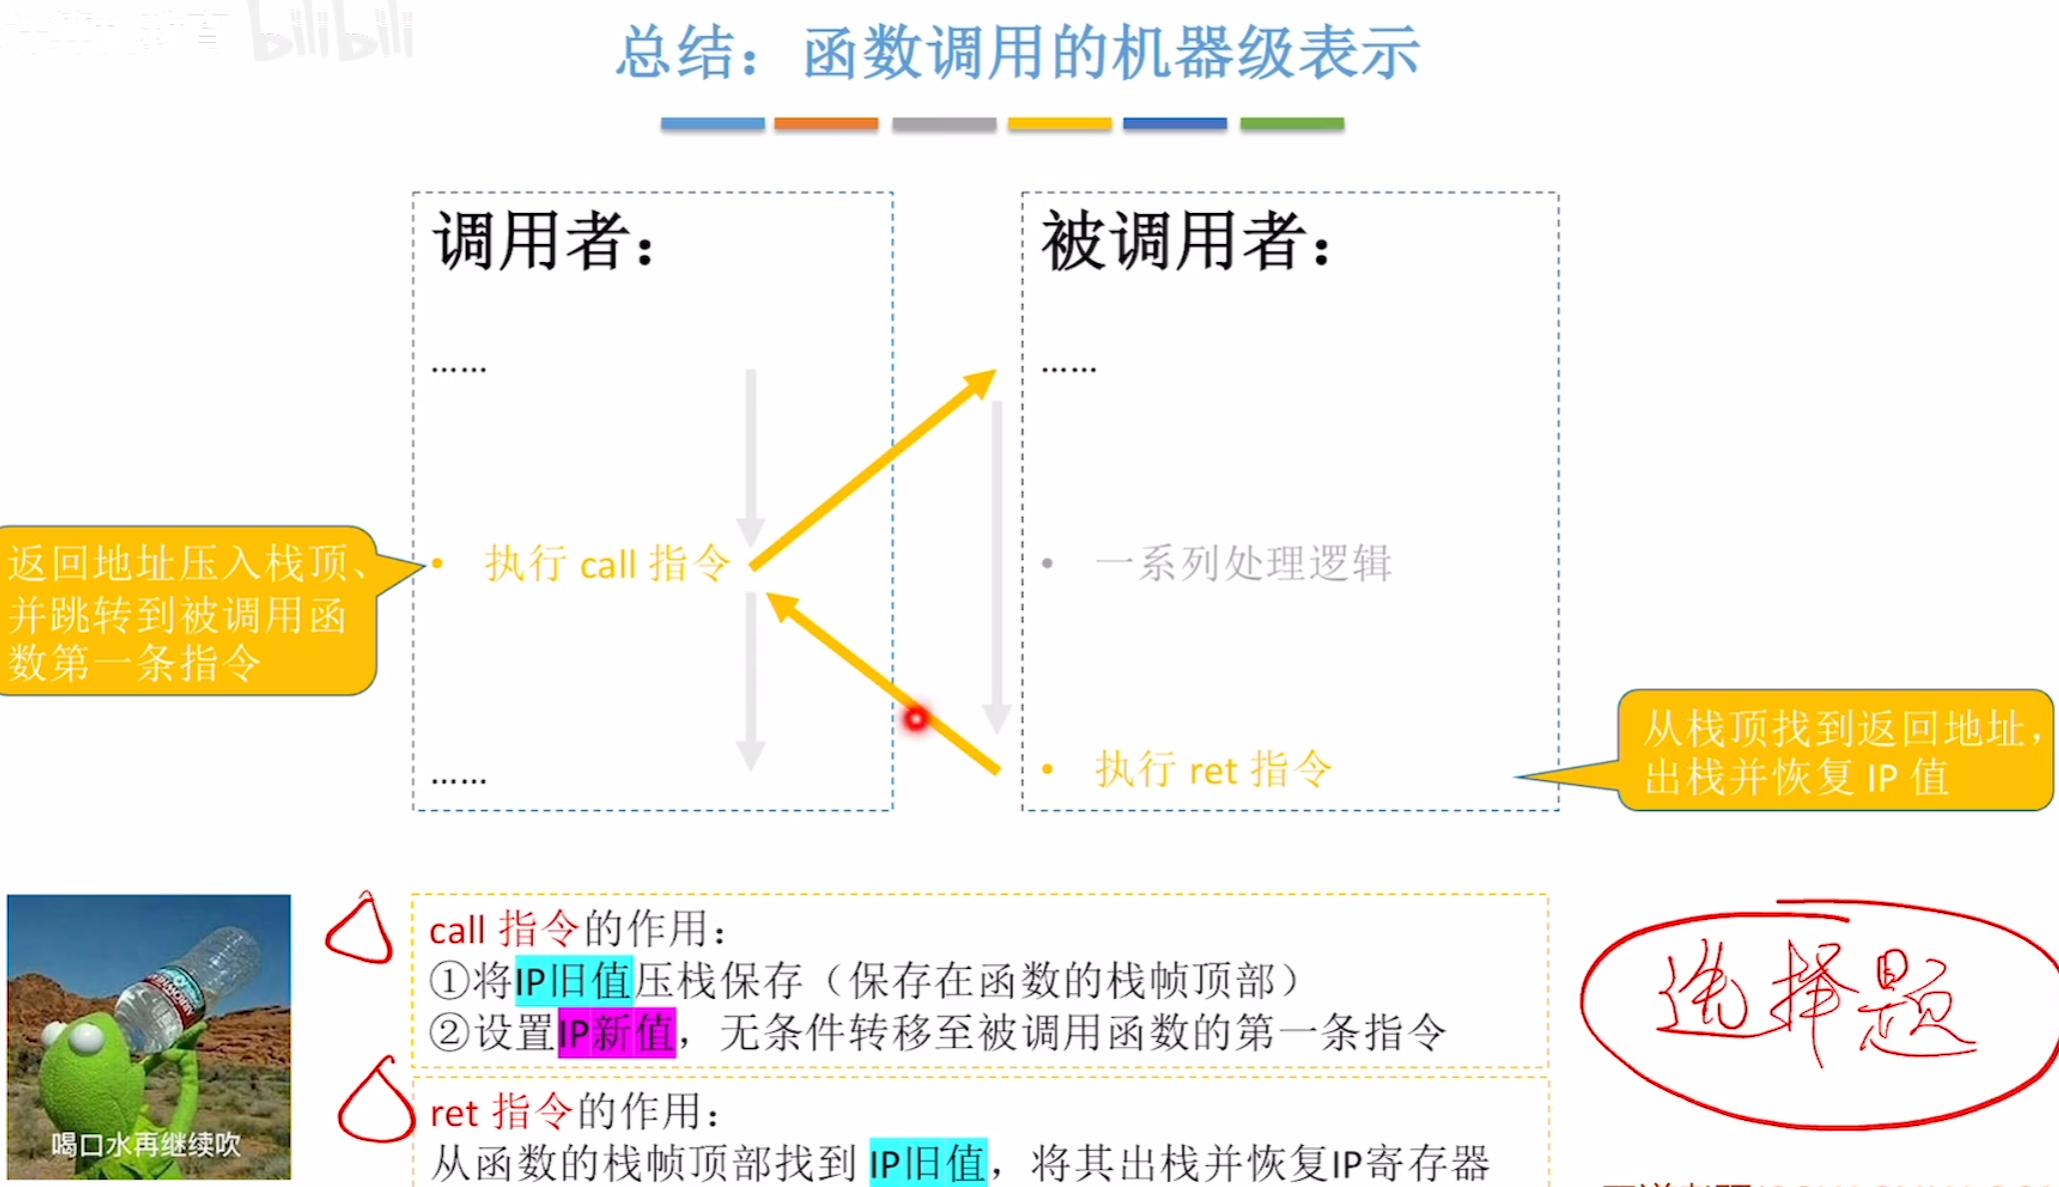 bilibili
总结：函数调用的机器级表示
调用者：
……
• 执行 call 指令
……
被调用者：
……
• 一系列处理逻辑
• 执行 ret 指令
返回地址压入栈顶、
并跳转到被调用函
数第一条指令
从栈顶找到返回地址，
出栈并恢复 IP 值
call 指令的作用：
①将IP旧值压栈保存（保存在函数的栈帧顶部）
②设置IP新值，无条件转移至被调用函数的第一条指令
ret 指令的作用：
从函数的栈帧顶部找到 IP旧值，将其出栈并恢复IP寄存器
选择题
喝口水再继续吹